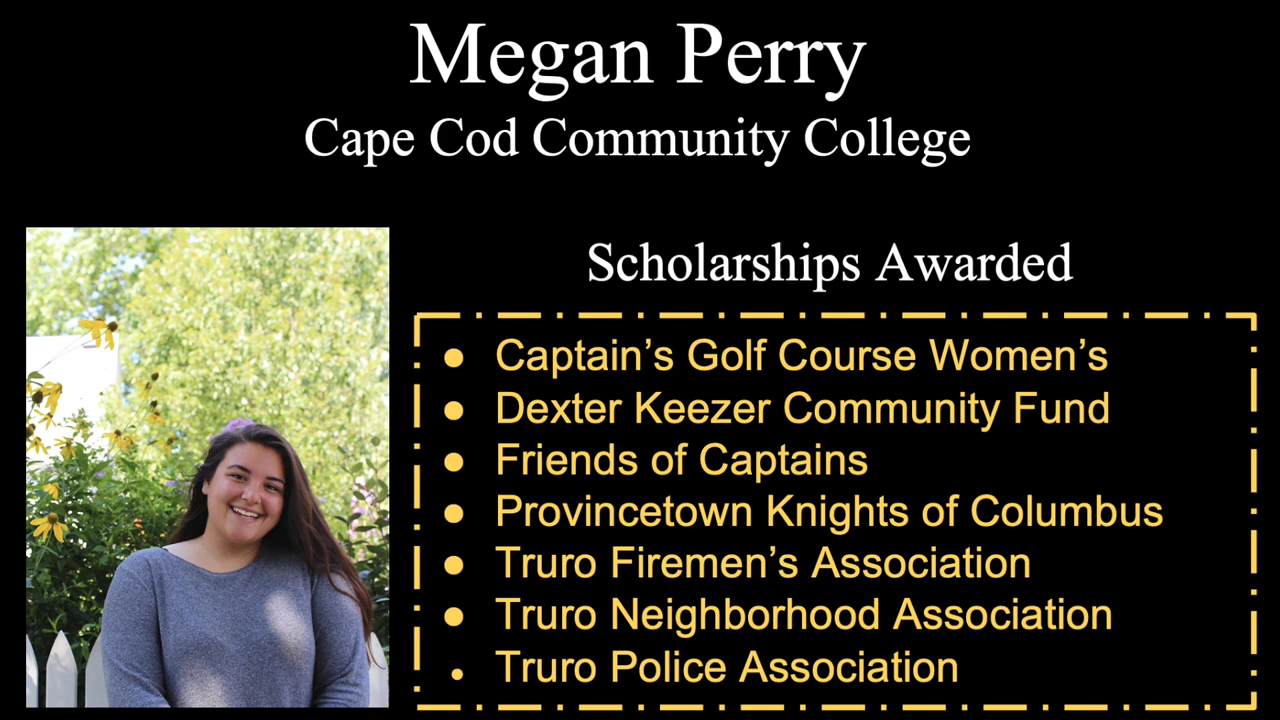 Megan Perry
Cape Cod Community College
Scholarships Awarded
● Captain’s Golf Course Women’s
● Dexter Keezer Community Fund
● Friends of Captains
● Provincetown Knights of Columbus
● Truro Firemen’s Association
● Truro Neighborhood Association
● Truro Police Association